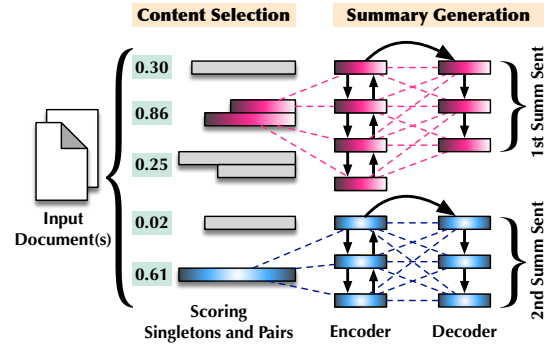 Content Selection
Summary Generation
0.30
0.86
0.25
0.02
0.61
Input
Document(s)
Scoring
Singletons and Pairs
Encoder
Decoder
1st Summ Sent
2nd Summ Sent